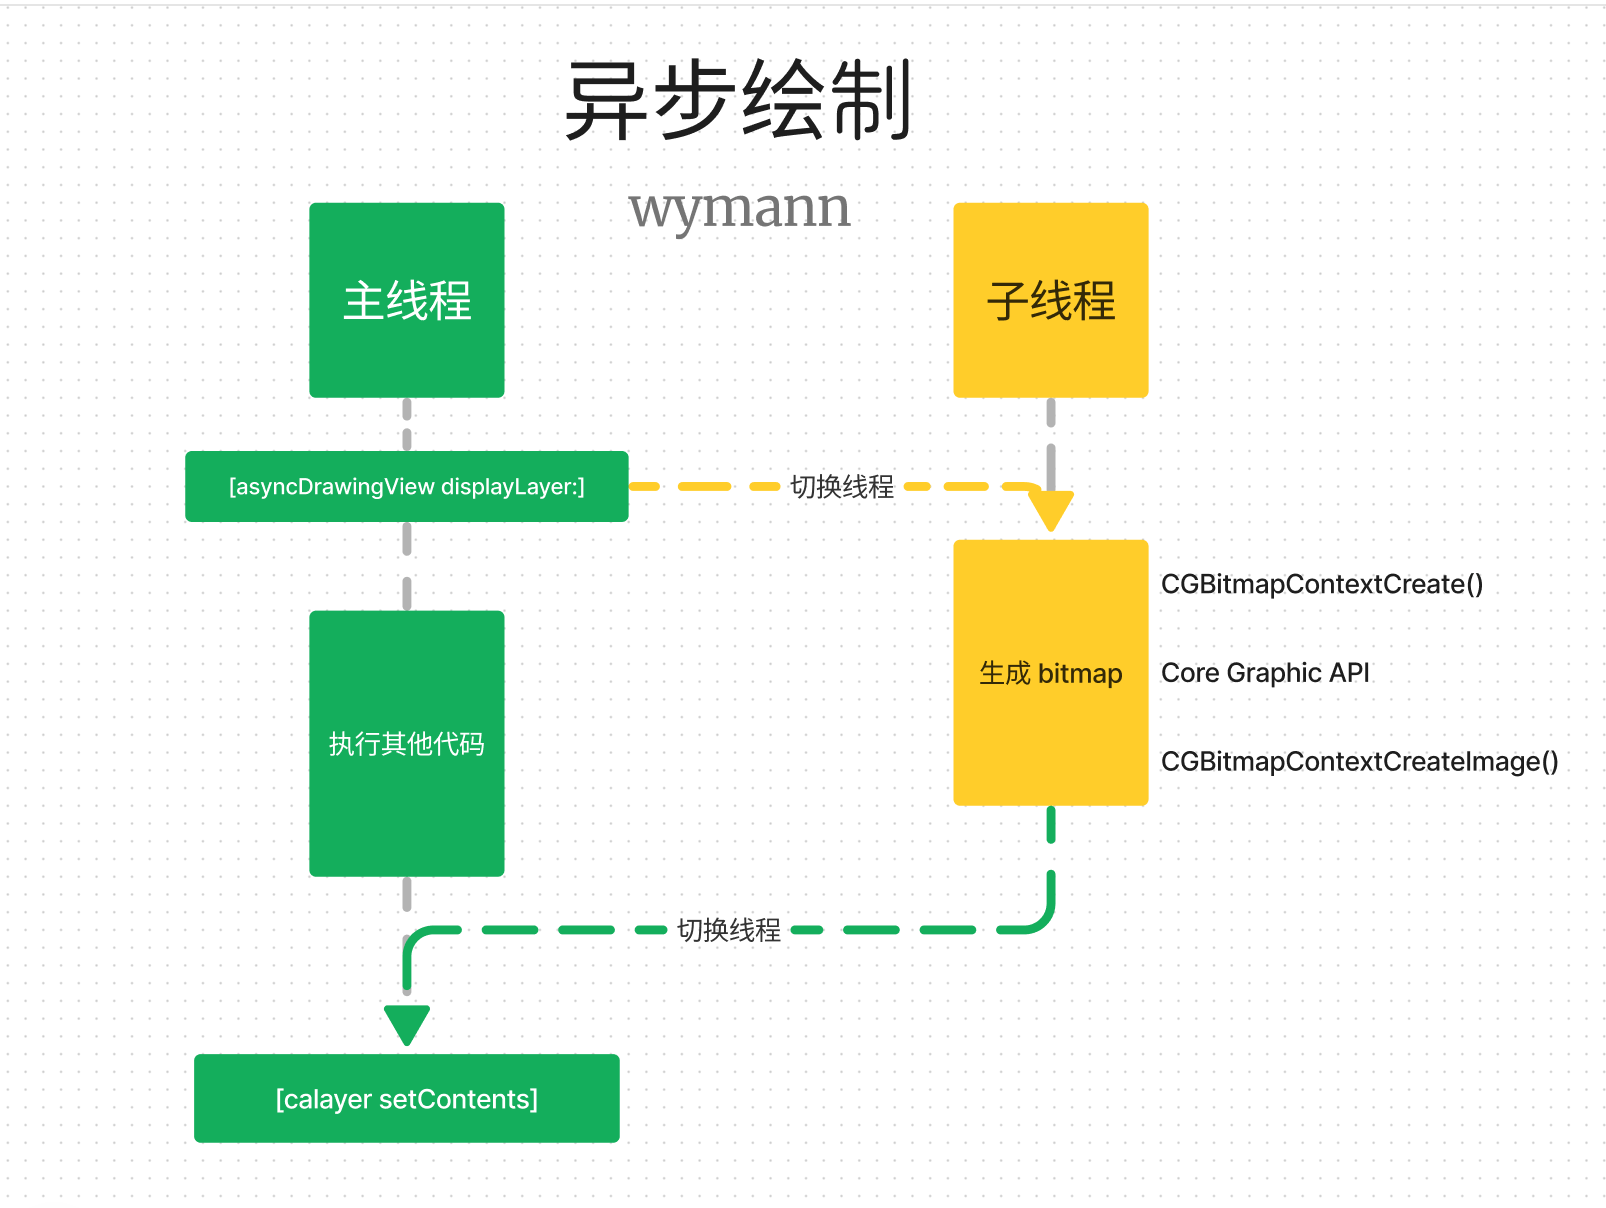 异步绘制
wymann
主线程
子线程
[asyncDrawingView displayLayer:]
切换线程
CGBitmapContextCreate()
生成 bitmap
Core Graphic API
执行其他代码
CGBitmapContextCreateImage()
切换线程
[calayer setContents]